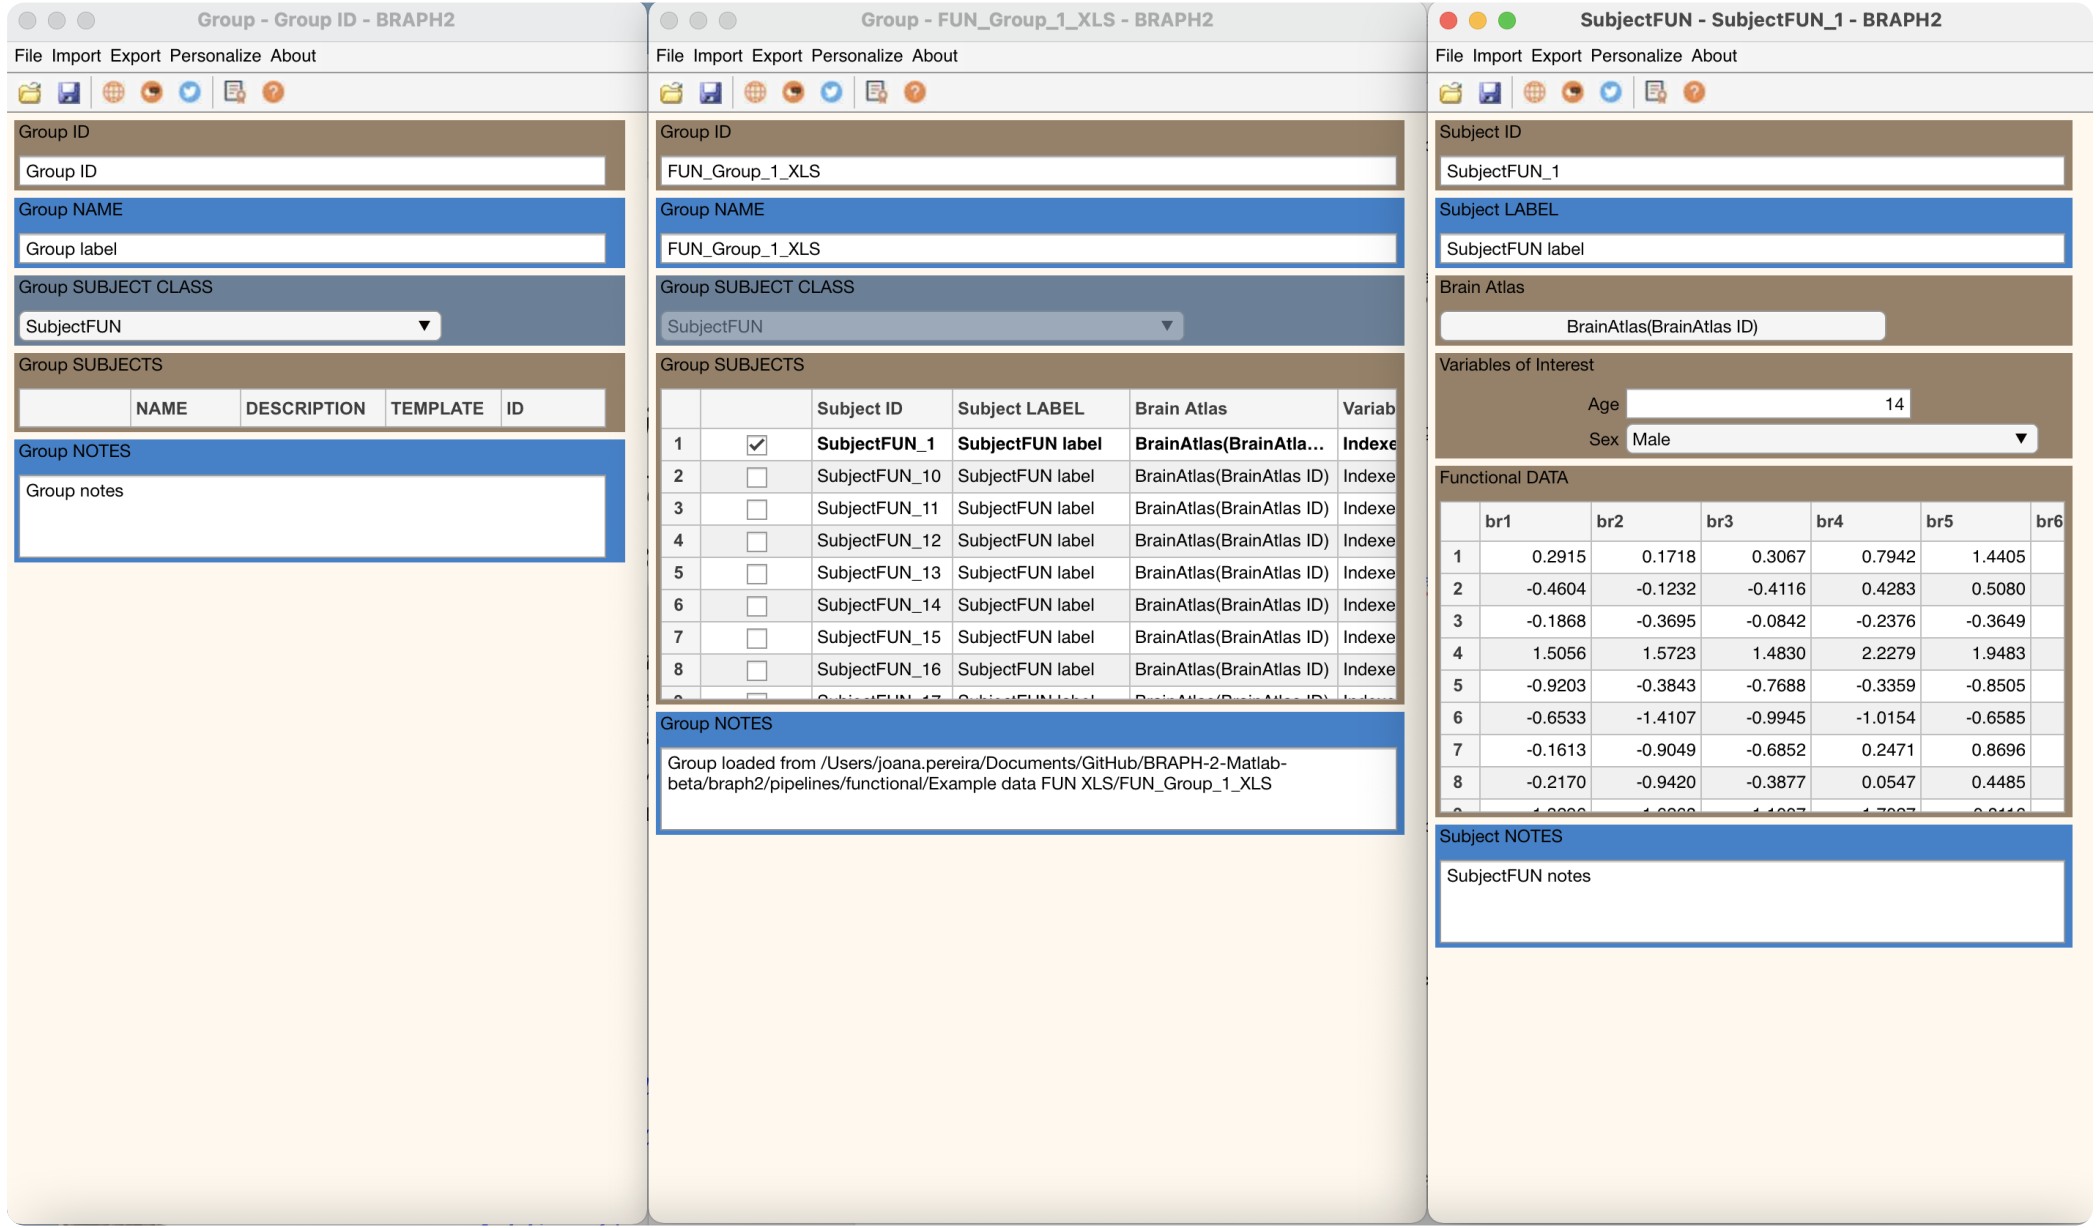 Group - Group ID - BRAPH2
File Import Export Personalize About
Group ID
Group ID
Group NAME
Group label
Group SUBJECT CLASS
SubjectFUN
Group SUBJECTS
NAME DESCRIPTION TEMPLATE ID
Group NOTES
Group notes
Group - FUN_Group_1_XLS - BRAPH2
File Import Export Personalize About
Group ID
FUN_Group_1_XLS
Group NAME
FUN_Group_1_XLS
Group SUBJECT CLASS
SubjectFUN
Group SUBJECTS
Subject ID Subject LABEL Brain Atlas Variab
1 SubjectFUN_1 SubjectFUN label BrainAtlas(BrainAtla... Indexe
2 SubjectFUN_10 SubjectFUN label BrainAtlas(BrainAtlas ID) Indexe
3 SubjectFUN_11 SubjectFUN label BrainAtlas(BrainAtlas ID) Indexe
4 SubjectFUN_12 SubjectFUN label BrainAtlas(BrainAtlas ID) Indexe
5 SubjectFUN_13 SubjectFUN label BrainAtlas(BrainAtlas ID) Indexe
6 SubjectFUN_14 SubjectFUN label BrainAtlas(BrainAtlas ID) Indexe
7 SubjectFUN_15 SubjectFUN label BrainAtlas(BrainAtlas ID) Indexe
8 SubjectFUN_16 SubjectFUN label BrainAtlas(BrainAtlas ID) Indexe
Group NOTES
Group loaded from /Users/joana.pereira/Documents/GitHub/BRAPH-2-Matlab-
beta/braph2/pipelines/functional/Example data FUN XLS/FUN_Group_1_XLS
SubjectFUN - SubjectFUN_1 - BRAPH2
File Import Export Personalize About
Subject ID
SubjectFUN_1
Subject LABEL
SubjectFUN label
Brain Atlas
BrainAtlas(BrainAtlas ID)
Variables of Interest
Age 14
Sex Male
Functional DATA
br1 br2 br3 br4 br5 br6
1 0.2915 0.1718 0.3067 0.7942 1.4405
2 -0.4604 -0.1232 -0.4116 0.4283 0.5080
3 -0.1868 -0.3695 -0.0842 -0.2376 -0.3649
4 1.5056 1.5723 1.4830 2.2279 1.9483
5 -0.9203 -0.3843 -0.7688 -0.3359 -0.8505
6 -0.6533 -1.4107 -0.9945 -1.0154 -0.6585
7 -0.1613 -0.9049 -0.6852 0.2471 0.8696
8 -0.2170 -0.9420 -0.3877 0.0547 0.4485
Subject NOTES
SubjectFUN notes